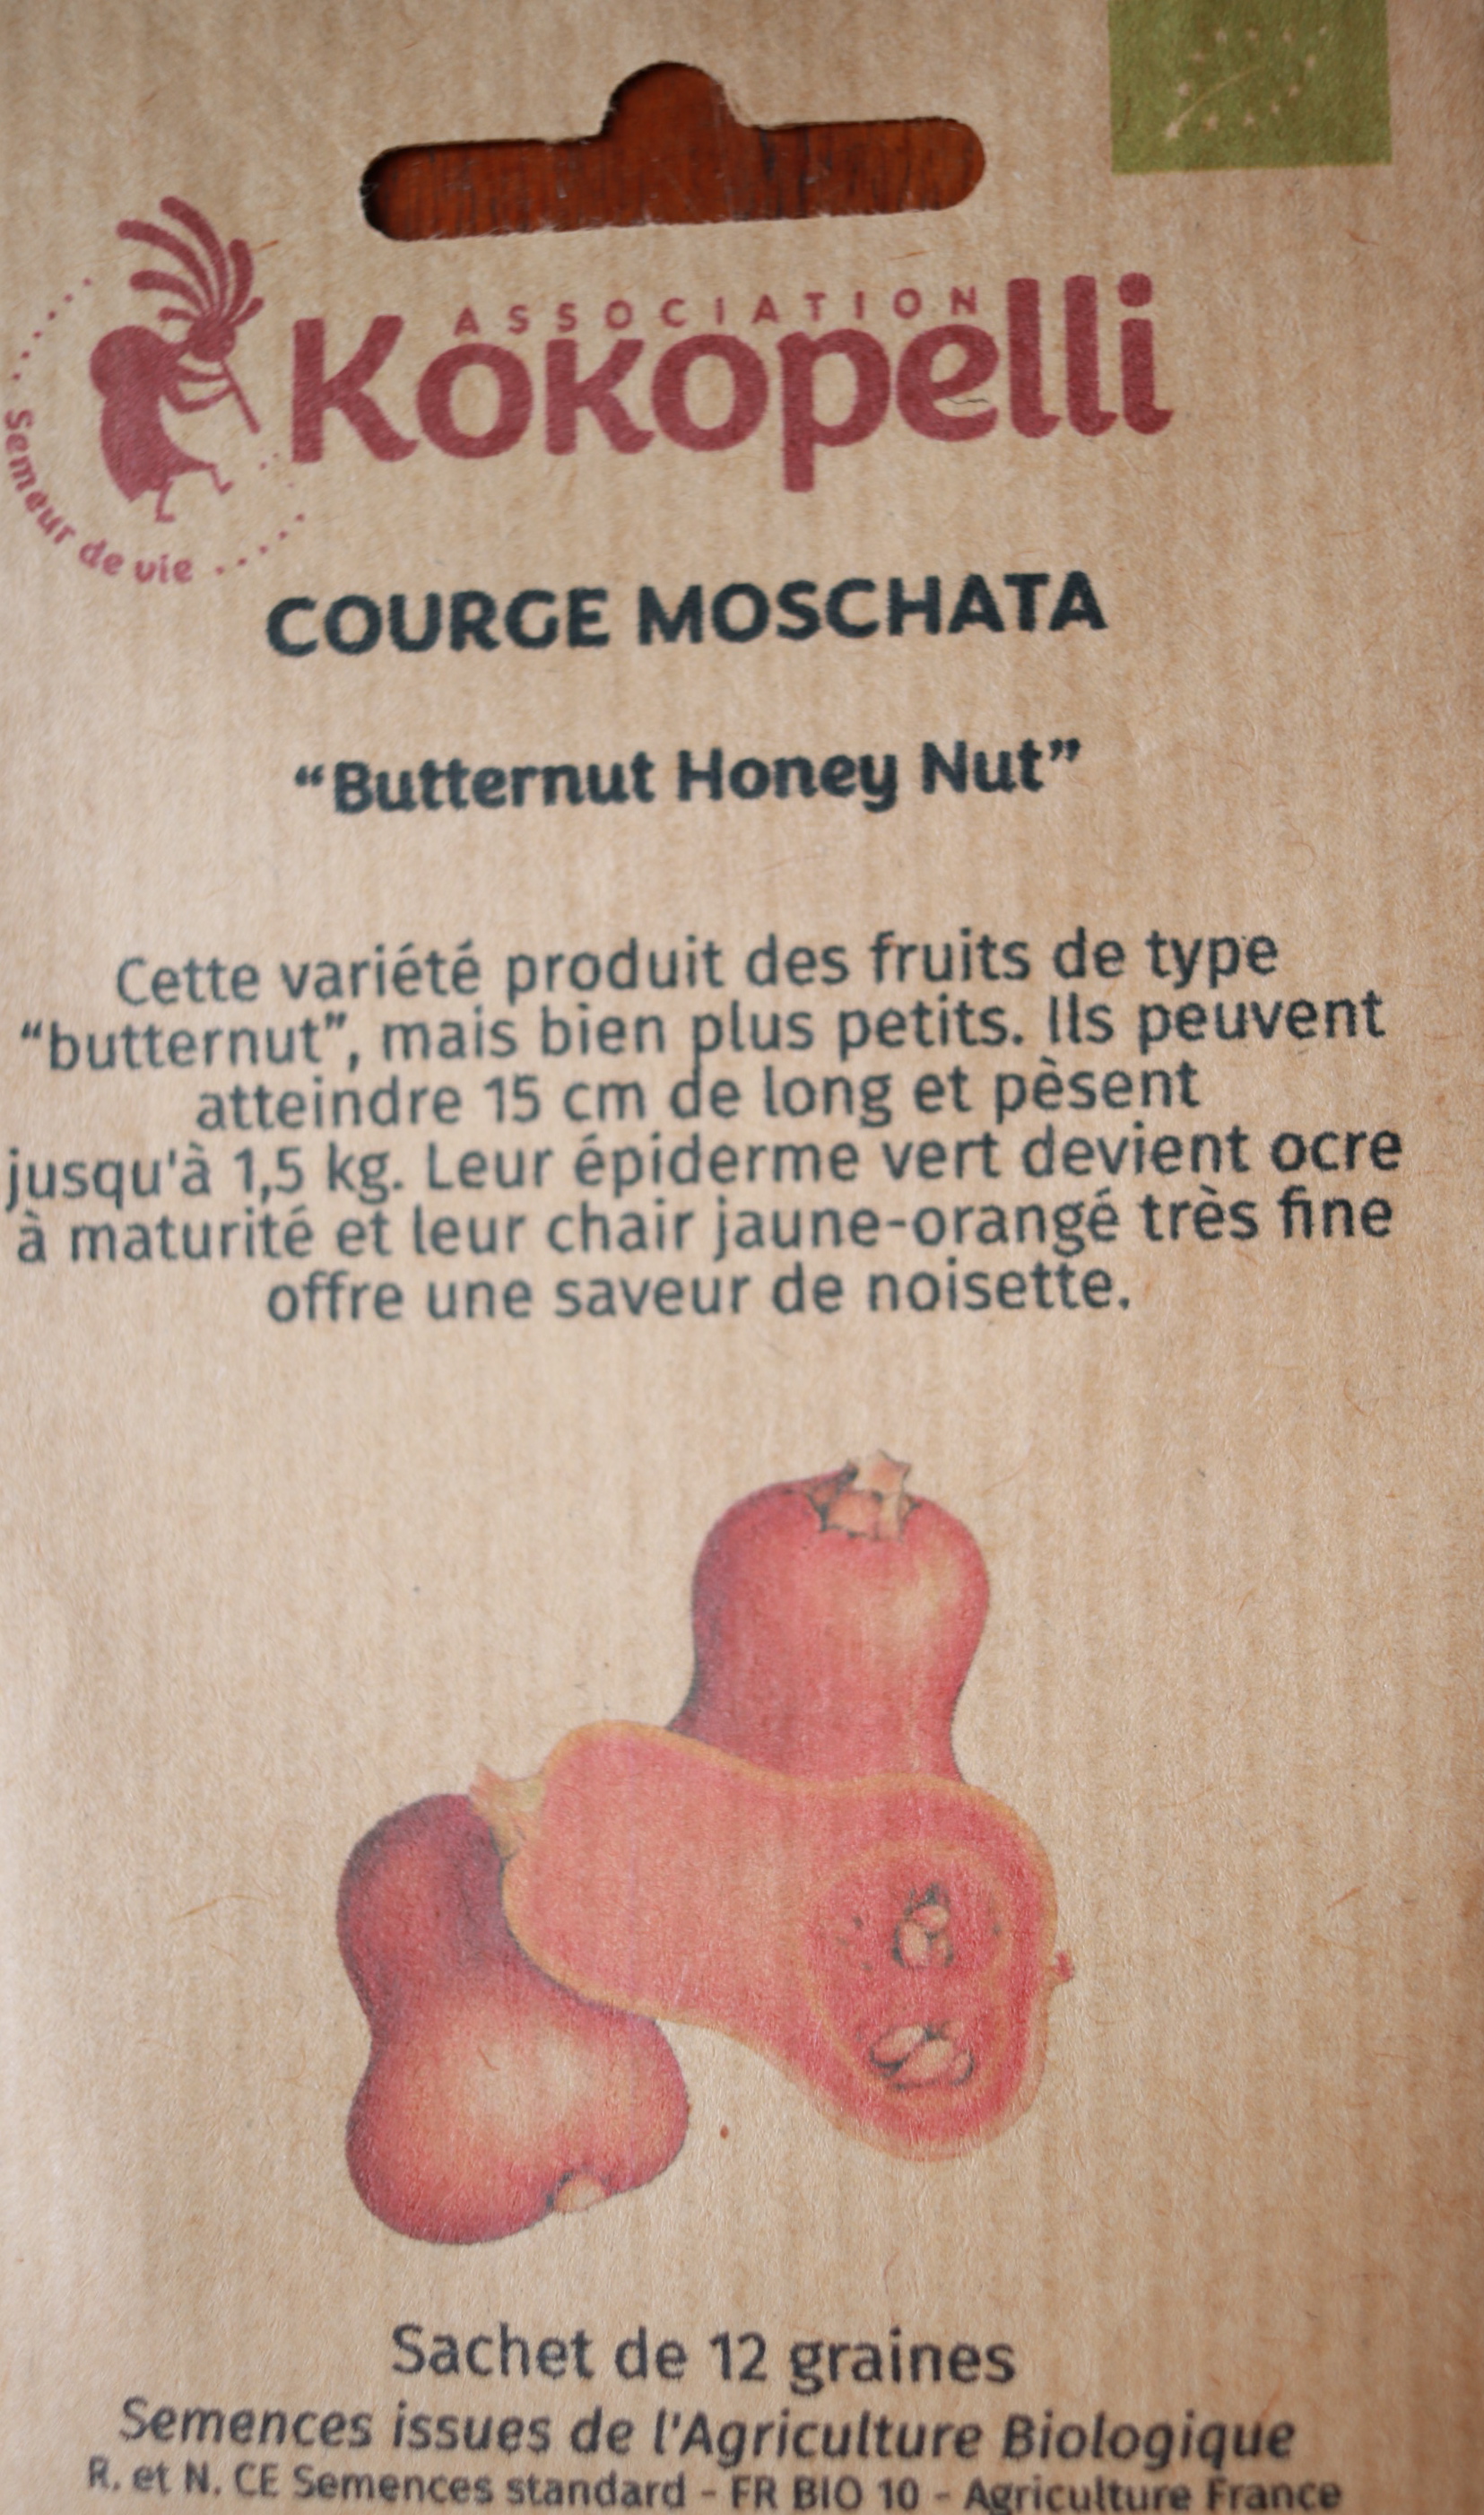 ASSOCIATION
Kokopelli
Semeur de vie
COURGE MOSCHATA
“Butternut Honey Nut”
Cette variété produit des fruits de type
“butternut”, mais bien plus petits. Ils peuvent
atteindre 15 cm de long et pèsent
jusqu'à 1,5 kg. Leur épiderme vert devient ocre
à maturité et leur chair jaune-orangé très fine
offre une saveur de noisette.
Sachet de 12 graines
Semences issues de l'Agriculture Biologique
R. et N. CE Semences standard - FR BIO 10 - Agriculture France